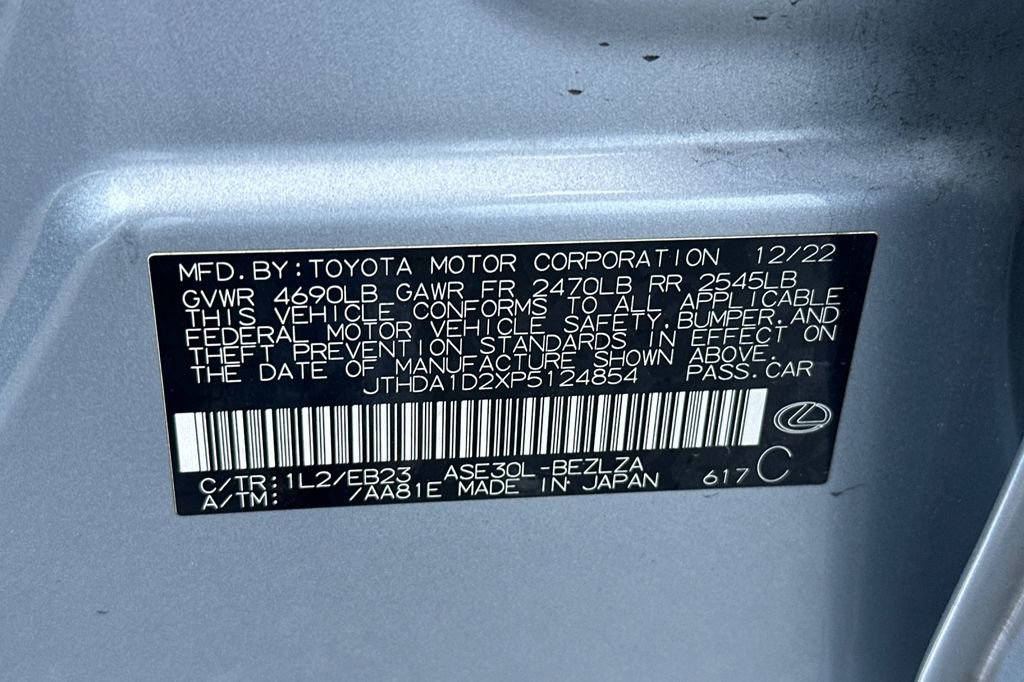 MFD.BY:TOYOTA MOTOR CORPORATION 12/22
GVWR 4690LB GAWR FR 2470LB RR 2545LB
THIS VEHICLE CONFORMS TO ALL APPLICABLE
FEDERAL MOTOR VEHICLE SAFETY,BUMPER,AND
THEFT PREVENTION STANDARDS IN EFFECT ON
THE DATE OF MANUFACTURE SHOWN ABOVE.
JTHDA1D2XP5124854 PASS.CAR
C/TR:1L2/EB23 ASE30L-BEZLZA
A/TM: /AA81E MADE IN JAPAN 617 C